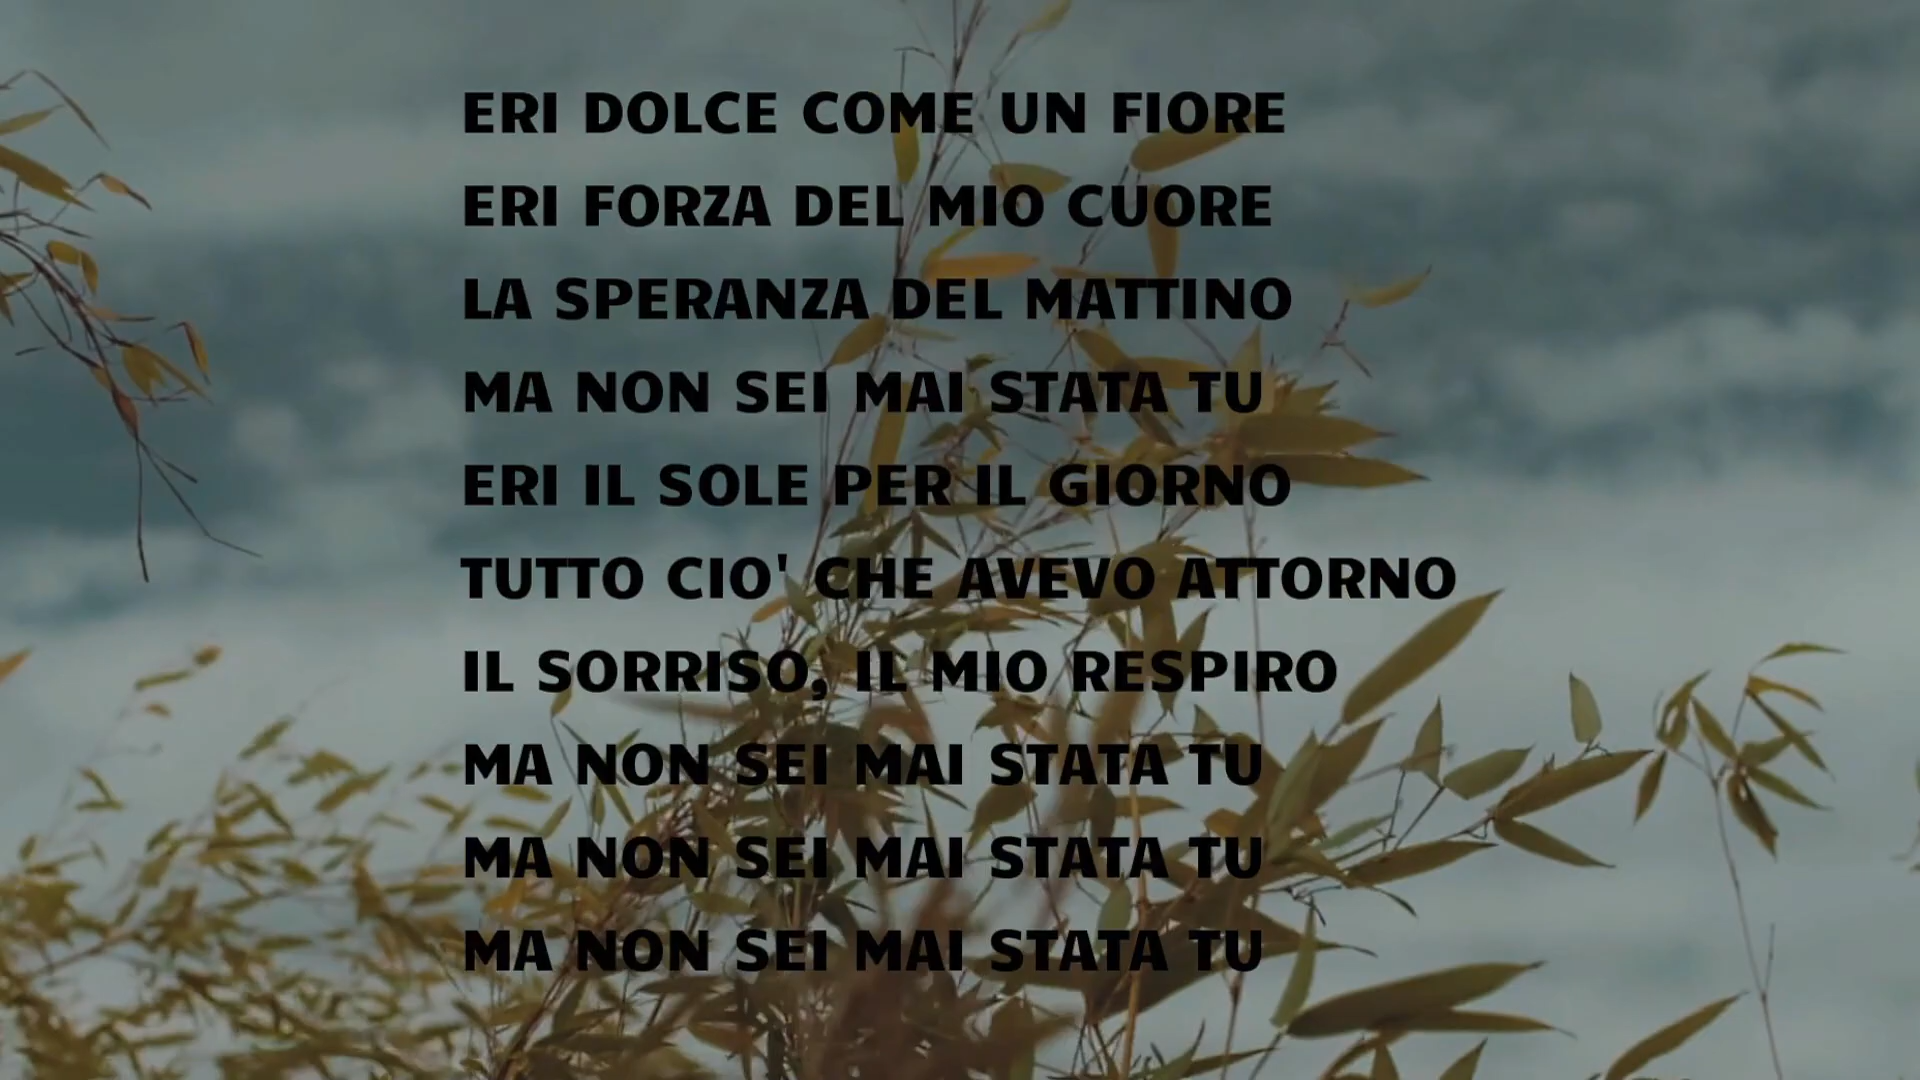 ERI DOLCE COME UN FIORE
ERI FORZA DEL MIO CUORE
LA SPERANZA DEL MATTINO
MA NON SEI MAI STATA TU
ERI IL SOLE PER IL GIORNO
TUTTO CIO' CHE AVEVO ATTORNO
IL SORRISO, IL MIO RESPIRO
MA NON SEI MAI STATA TU
MA NON SEI MAI STATA TU
MA NON SEI MAI STATA TU